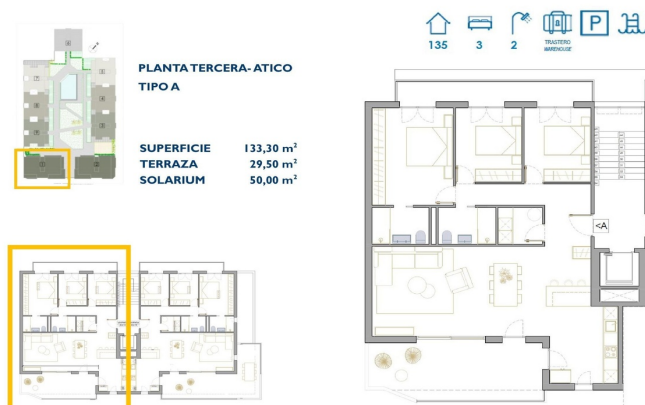 135
3
2
TRASTERO
WAREHOUSE
P
PLANTA TERCERA- ATICO
TIPO A
SUPERFICIE 133,30 m²
TERRAZA 29,50 m²
SOLARIUM 50,00 m²
<A